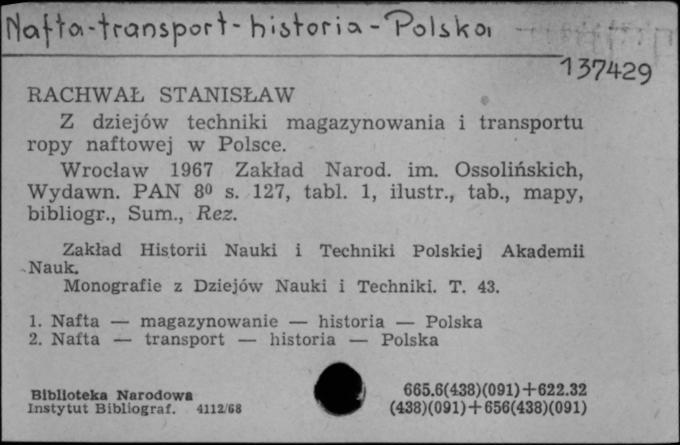 Nafta-transport-historia-Polska
137429
RACHWAŁ STANISŁAW
Z dziejów techniki magazynowania i transportu
ropy naftowej w Polsce.
Wrocław 1967 Zakład Narod. im. Ossolińskich,
Wydawn. PAN 8⁰ s. 127, tabl. 1, ilustr., tab., mapy,
bibliogr., Sum., Rez.
Zakład Historii Nauki i Techniki Polskiej Akademii
Nauk.
Monografie z Dziejów Nauki i Techniki. T. 43.
1. Nafta — magazynowanie — historia — Polska
2. Nafta — transport — historia — Polska
Biblioteka Narodowa
Instytut Bibliograf. 4112/68
665.6(438)(091)+622.32
(438)(091)+656(438)(091)